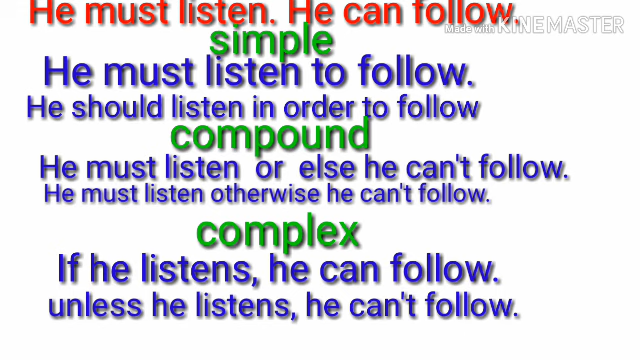 He must listen. He can follow.
Made with KINEMASTER
simple
He must listen to follow.
He should listen in order to follow
compound
He must listen or else he can't follow.
He must listen otherwise he can't follow.
complex
If he listens, he can follow.
unless he listens, he can't follow.